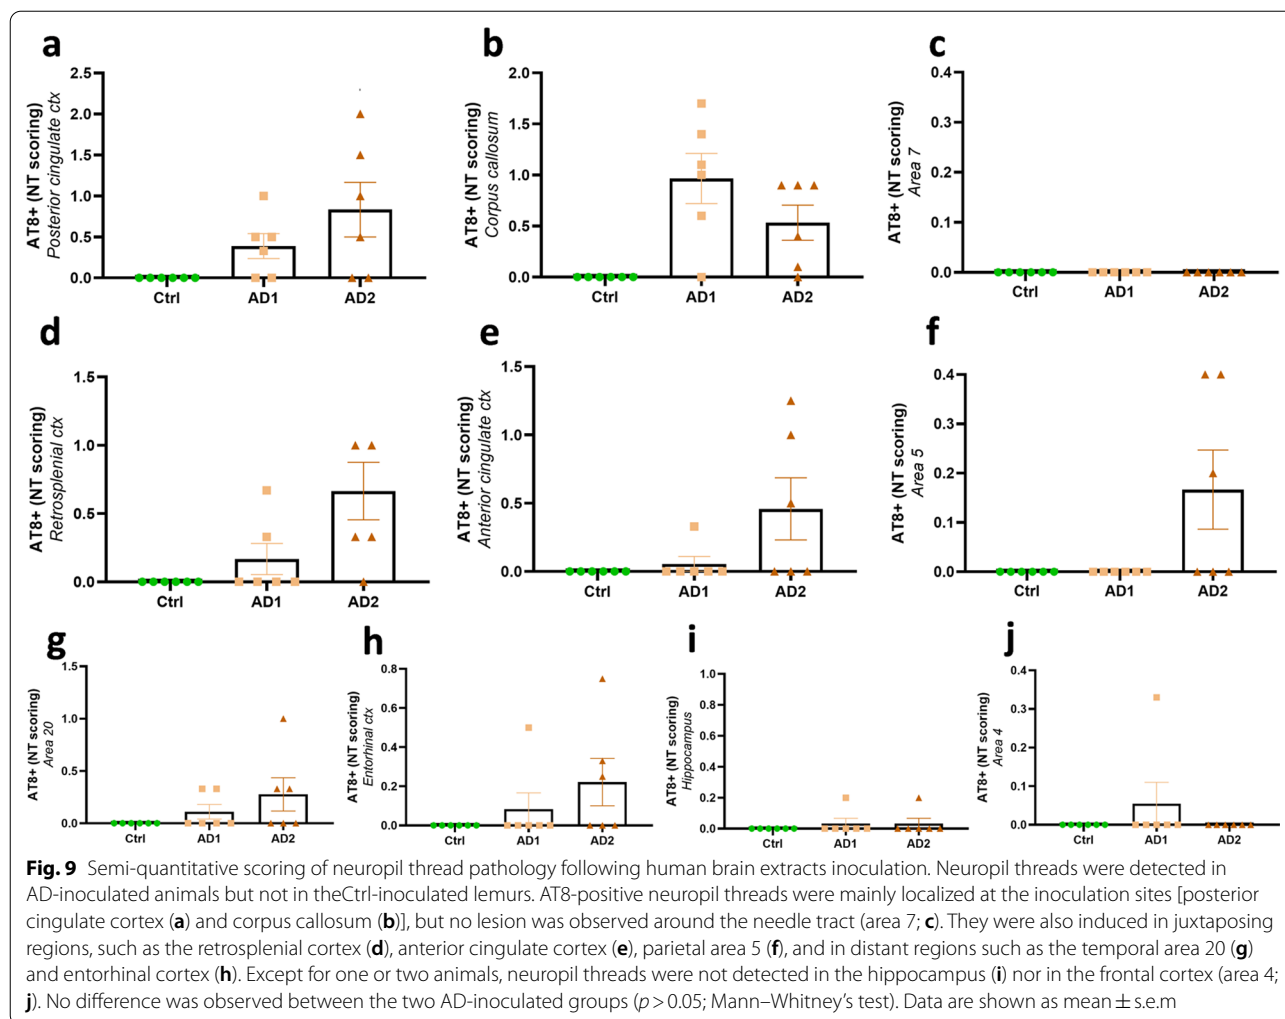 a
AT8+ (NT scoring)
Posterior cingulate ctx
2.5
2.0
1.5
1.0
0.5
0.0
Ctrl AD1 AD2
b
AT8+ (NT scoring)
Corpus callosum
2.0
1.5
1.0
0.5
0.0
Ctrl AD1 AD2
c
AT8+ (NT scoring)
Area 7
0.4
0.3
0.2
0.1
0.0
Ctrl AD1 AD2
d
AT8+ (NT scoring)
Retrosplenial ctx
1.5
1.0
0.5
0.0
Ctrl AD1 AD2
e
AT8+ (NT scoring)
Anterior cingulate ctx
1.5
1.0
0.5
0.0
Ctrl AD1 AD2
f
AT8+ (NT scoring)
Area 5
0.4
0.3
0.2
0.1
0.0
Ctrl AD1 AD2
g
AT8+ (NT scoring)
Area 20
1.5
1.0
0.5
0.0
Ctrl AD1 AD2
h
AT8+ (NT scoring)
Entorhinal ctx
0.8
0.6
0.4
0.2
0.0
Ctrl AD1 AD2
i
AT8+ (NT scoring)
Hippocampus
1.0
0.8
0.6
0.4
0.2
0.0
Ctrl AD1 AD2
j
AT8+ (NT scoring)
Area 4
0.4
0.3
0.2
0.1
0.0
Ctrl AD1 AD2
Fig. 9 Semi-quantitative scoring of neuropil thread pathology following human brain extracts inoculation. Neuropil threads were detected in
AD-inoculated animals but not in theCtrl-inoculated lemurs. AT8-positive neuropil threads were mainly localized at the inoculation sites [posterior
cingulate cortex (a) and corpus callosum (b)], but no lesion was observed around the needle tract (area 7; c). They were also induced in juxtaposing
regions, such as the retrosplenial cortex (d), anterior cingulate cortex (e), parietal area 5 (f), and in distant regions such as the temporal area 20 (g)
and entorhinal cortex (h). Except for one or two animals, neuropil threads were not detected in the hippocampus (i) nor in the frontal cortex (area 4;
j). No difference was observed between the two AD-inoculated groups (p > 0.05; Mann–Whitney's test). Data are shown as mean ± s.e.m